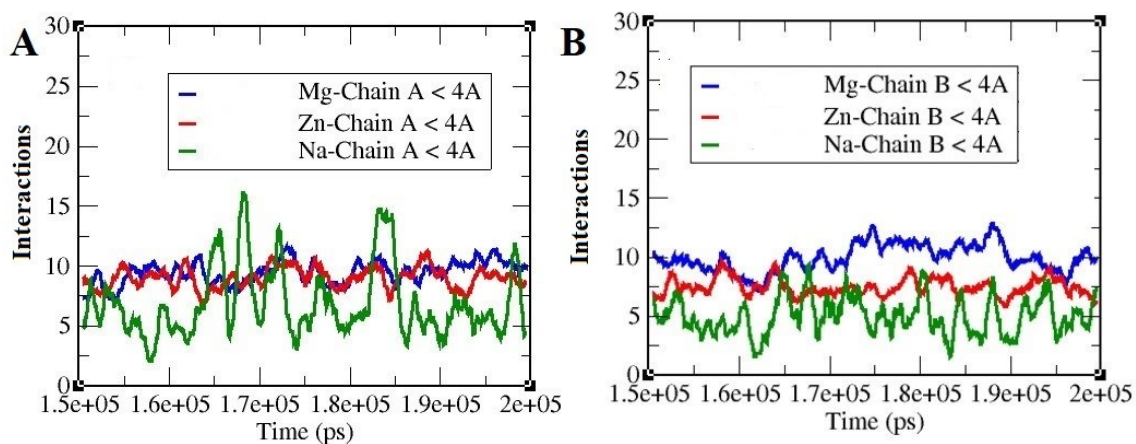 A
30
25
20
15
10
5
0
Interactions
Mg-Chain A < 4A
Zn-Chain A < 4A
Na-Chain A < 4A
1.5e+05 1.6e+05 1.7e+05 1.8e+05 1.9e+05 2e+05
Time (ps)
B
30
25
20
15
10
5
0
Interactions
Mg-Chain B < 4A
Zn-Chain B < 4A
Na-Chain B < 4A
1.5e+05 1.6e+05 1.7e+05 1.8e+05 1.9e+05 2e+05
Time (ps)